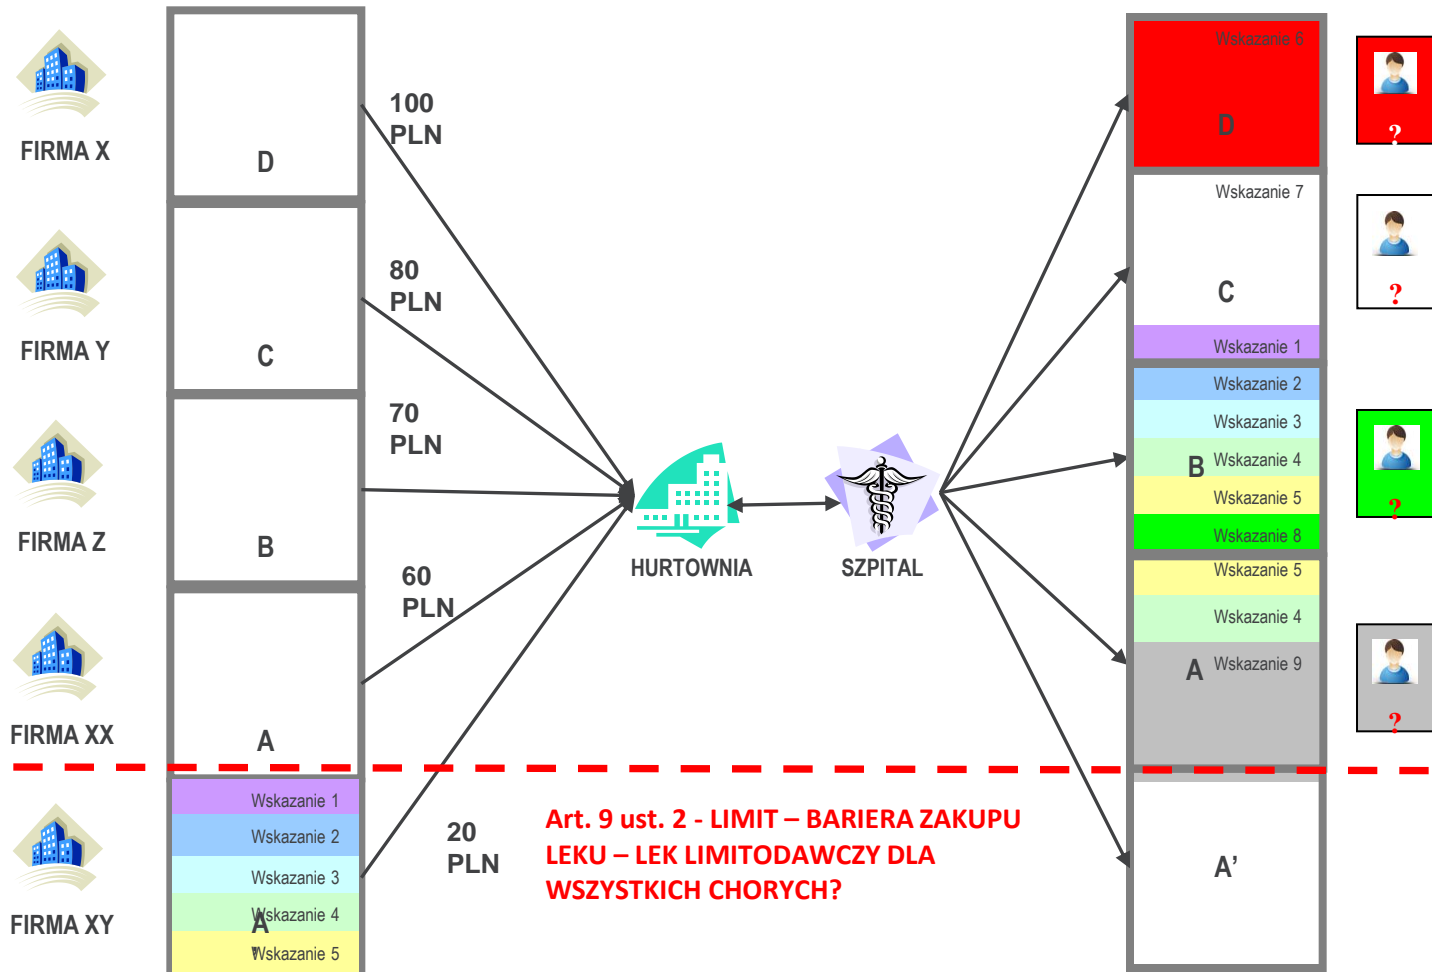 FIRMA X
D
100
PLN
FIRMA Y
C
80
PLN
FIRMA Z
B
70
PLN
FIRMA XX
A
60
PLN
FIRMA XY
Wskazanie 1
Wskazanie 2
Wskazanie 3
Wskazanie 4
A
'
Wskazanie 5
20
PLN
HURTOWNIA
SZPITAL
Art. 9 ust. 2 - LIMIT – BARIERA ZAKUPU
LEKU – LEK LIMITODAWCZY DLA
WSZYSTKICH CHORYCH?
Wskazanie 6
D
Wskazanie 7
C
Wskazanie 1
Wskazanie 2
Wskazanie 3
B
Wskazanie 4
Wskazanie 5
Wskazanie 8
Wskazanie 5
Wskazanie 4
A
Wskazanie 9
A’
?
?
?
?